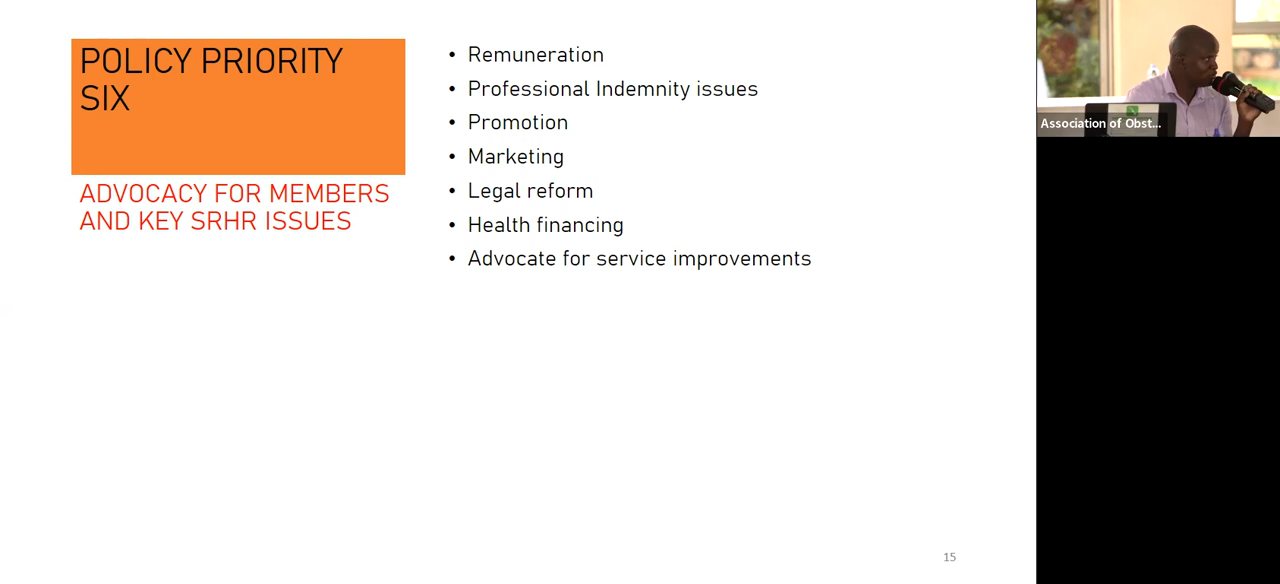 POLICY PRIORITY
SIX
ADVOCACY FOR MEMBERS
AND KEY SRHR ISSUES
• Remuneration
• Professional Indemnity issues
• Promotion
• Marketing
• Legal reform
• Health financing
• Advocate for service improvements
15
Association of Obst...